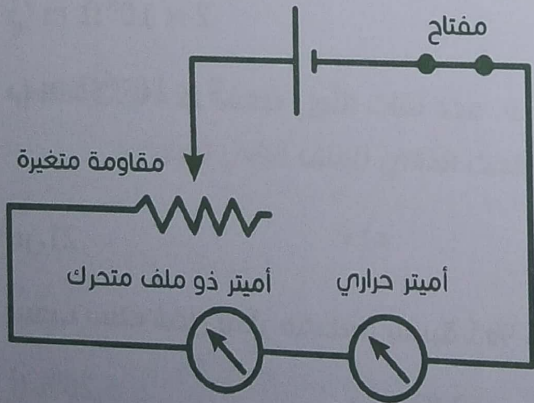 مفتاح
مقاومة متغيرة
أميتر حراري
أميتر ذو ملف متحرك